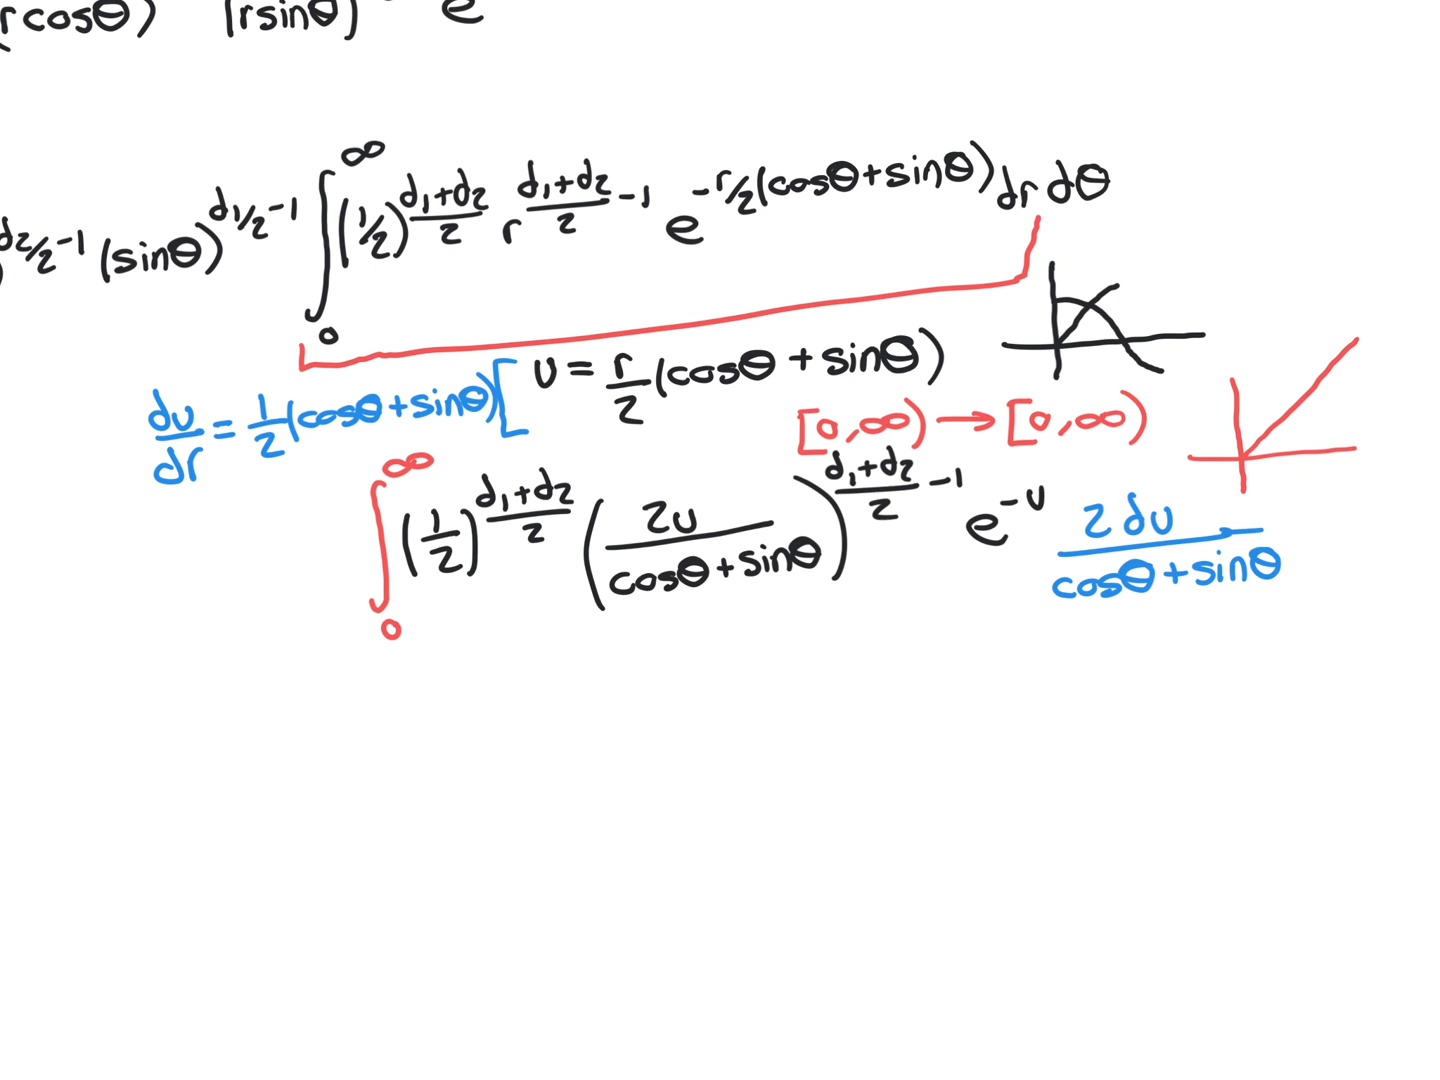 rcosθ) (rsinθ) e
d₂/2-1 (sinθ)^(d₁/2-1) ∫₀^∞ (1/2)^((d₁+d₂)/2) r^((d₁+d₂)/2 -1) e^(-r/2(cosθ+sinθ)) dr dθ
du/dr = 1/2(cosθ+sinθ) [ U = r/2 (cosθ + sinθ)
[0,∞) → [0,∞)
∫₀^∞ (1/2)^((d₁+d₂)/2) (2u/(cosθ+sinθ))^((d₁+d₂)/2 -1) e^(-u) 2du/(cosθ+sinθ)